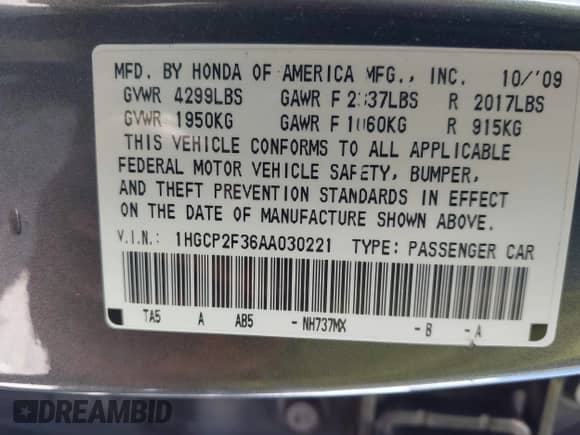 MFD. BY HONDA OF AMERICA MFG., INC. 10/'09
GVWR 4299LBS GAWR F 2337LBS R 2017LBS
GVWR 1950KG GAWR F 1060KG R 915KG
THIS VEHICLE CONFORMS TO ALL APPLICABLE
FEDERAL MOTOR VEHICLE SAFETY, BUMPER,
AND THEFT PREVENTION STANDARDS IN EFFECT
ON THE DATE OF MANUFACTURE SHOWN ABOVE.
V.I.N.: 1HGCP2F36AA030221 TYPE: PASSENGER CAR
TA5 A AB5 -NH737MX -B -A
DREAMBID